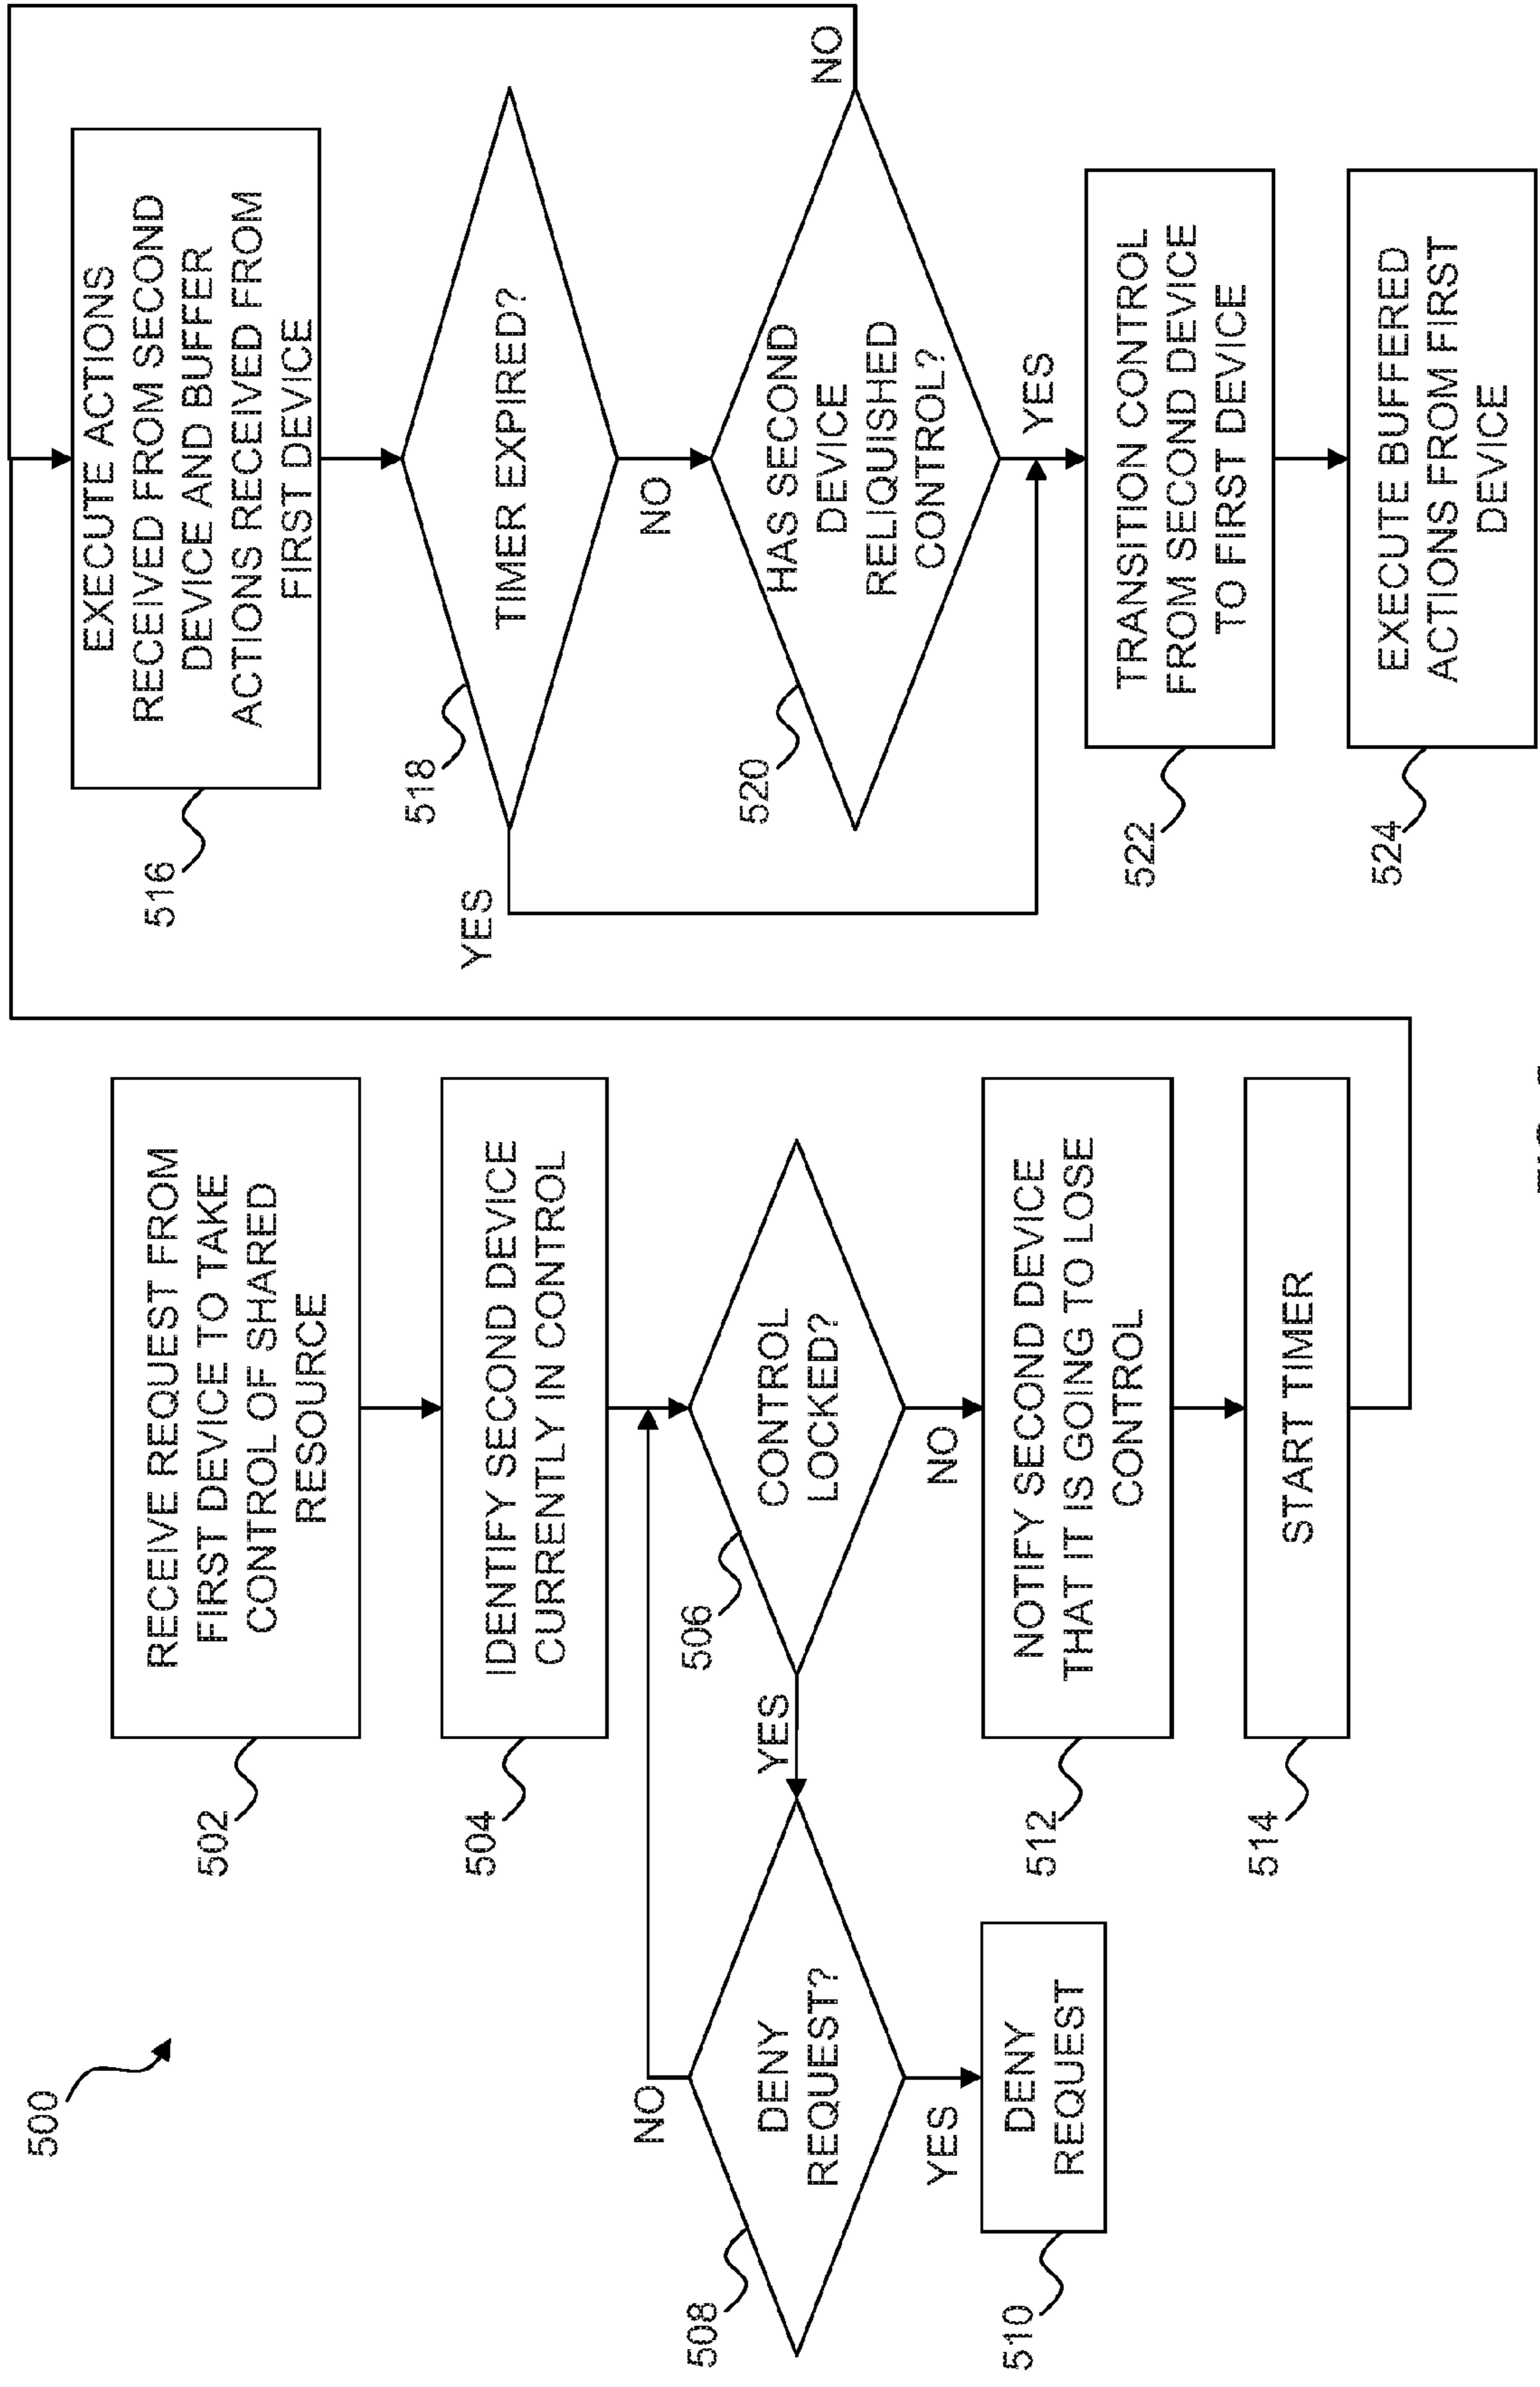 500
502
RECEIVE REQUEST FROM
FIRST DEVICE TO TAKE
CONTROL OF SHARED
RESOURCE
504
IDENTIFY SECOND DEVICE
CURRENTLY IN CONTROL
506
CONTROL
LOCKED?
YES
NO
508
DENY
REQUEST?
NO
YES
510
DENY
REQUEST
512
NOTIFY SECOND DEVICE
THAT IT IS GOING TO LOSE
CONTROL
514
START TIMER
516
EXECUTE ACTIONS
RECEIVED FROM SECOND
DEVICE AND BUFFER
ACTIONS RECEIVED FROM
FIRST DEVICE
518
TIMER EXPIRED?
YES
NO
520
HAS SECOND
DEVICE
RELIQUISHED
CONTROL?
NO
YES
522
TRANSITION CONTROL
FROM SECOND DEVICE
TO FIRST DEVICE
524
EXECUTE BUFFERED
ACTIONS FROM FIRST
DEVICE